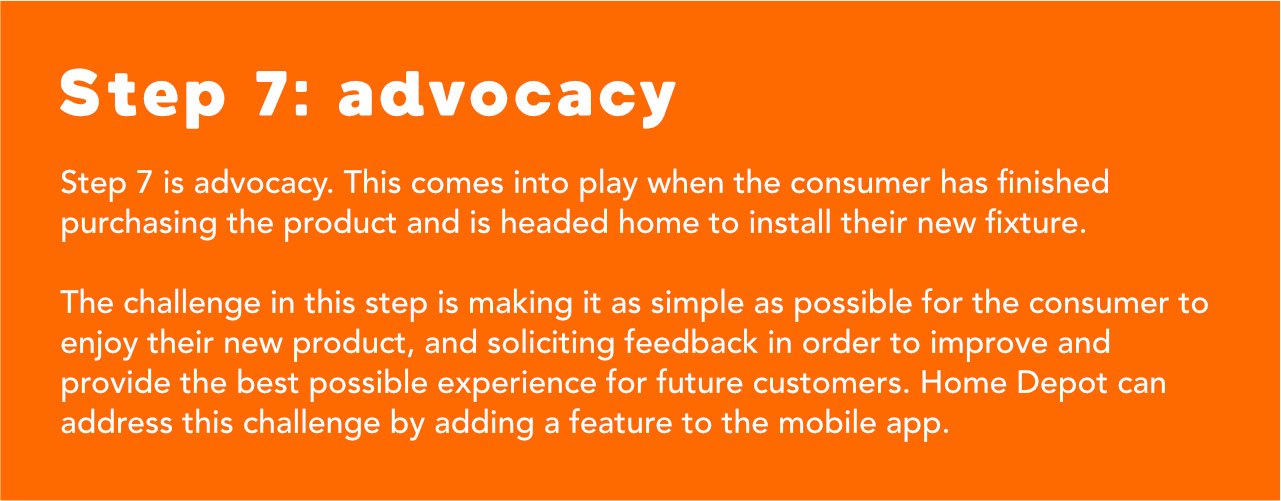 Step 7: advocacy
Step 7 is advocacy. This comes into play when the consumer has finished
purchasing the product and is headed home to install their new fixture.
The challenge in this step is making it as simple as possible for the consumer to
enjoy their new product, and soliciting feedback in order to improve and
provide the best possible experience for future customers. Home Depot can
address this challenge by adding a feature to the mobile app.